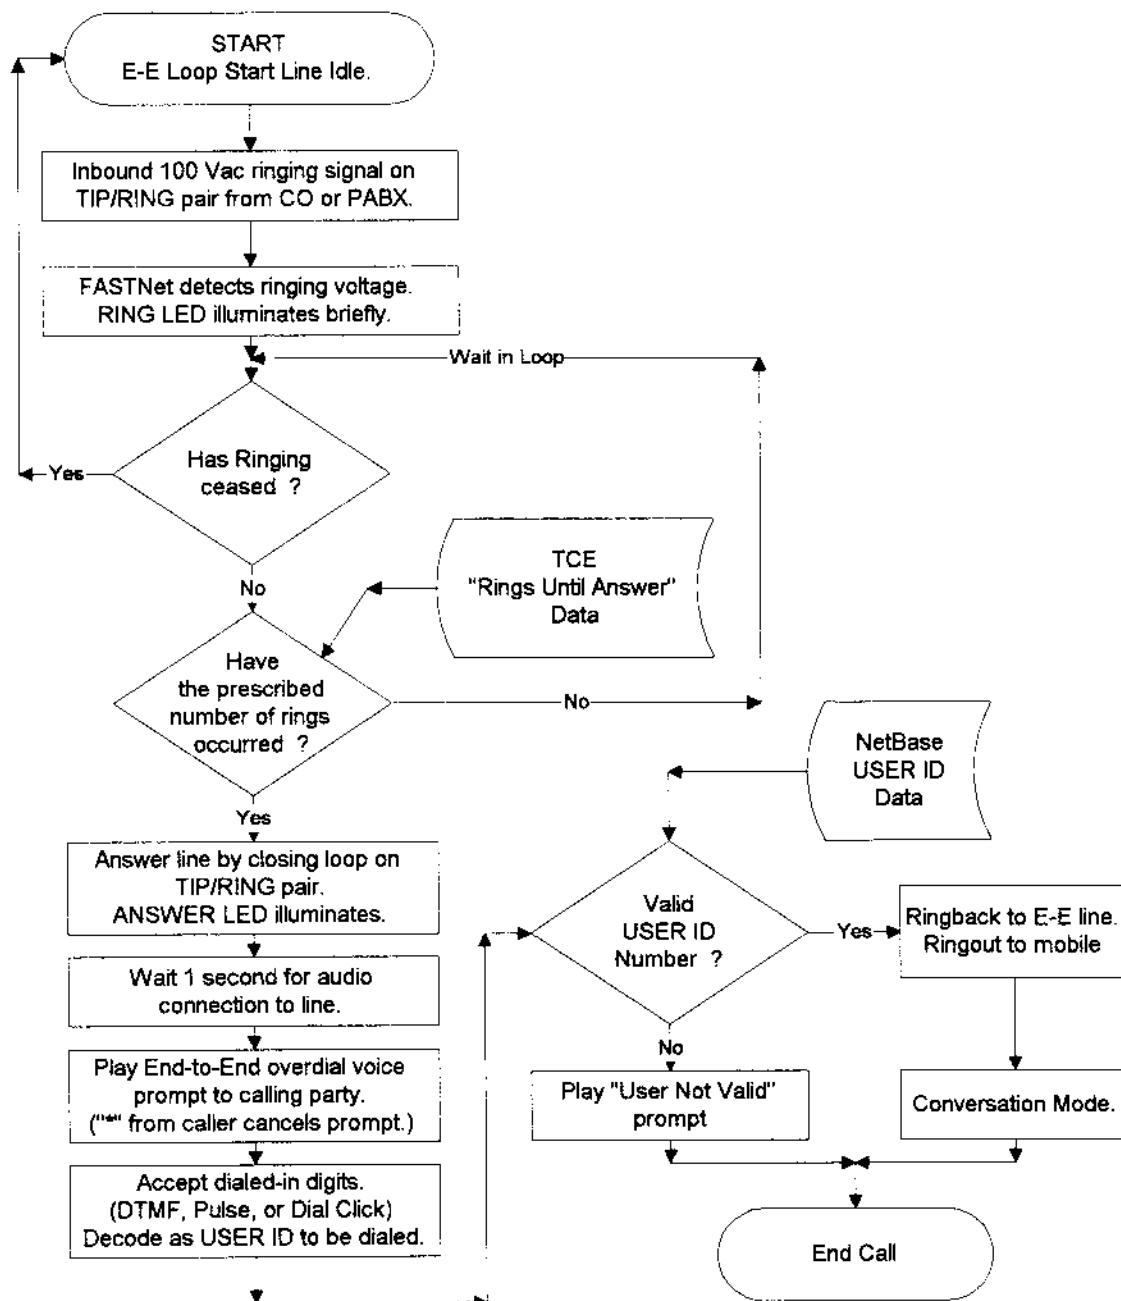 START
E-E Loop Start Line Idle.
Inbound 100 Vac ringing signal on
TIP/RING pair from CO or PABX.
FASTNet detects ringing voltage.
RING LED illuminates briefly.
Wait in Loop
Has Ringing
ceased ?
Yes
No
TCE
"Rings Until Answer"
Data
Have
the prescribed
number of rings
occurred ?
No
Yes
NetBase
USER ID
Data
Answer line by closing loop on
TIP/RING pair.
ANSWER LED illuminates.
Wait 1 second for audio
connection to line.
Play End-to-End overdial voice
prompt to calling party.
("*" from caller cancels prompt.)
Accept dialed-in digits.
(DTMF, Pulse, or Dial Click)
Decode as USER ID to be dialed.
Valid
USER ID
Number ?
Yes
No
Ringback to E-E line.
Ringout to mobile
Play "User Not Valid"
prompt
Conversation Mode.
End Call